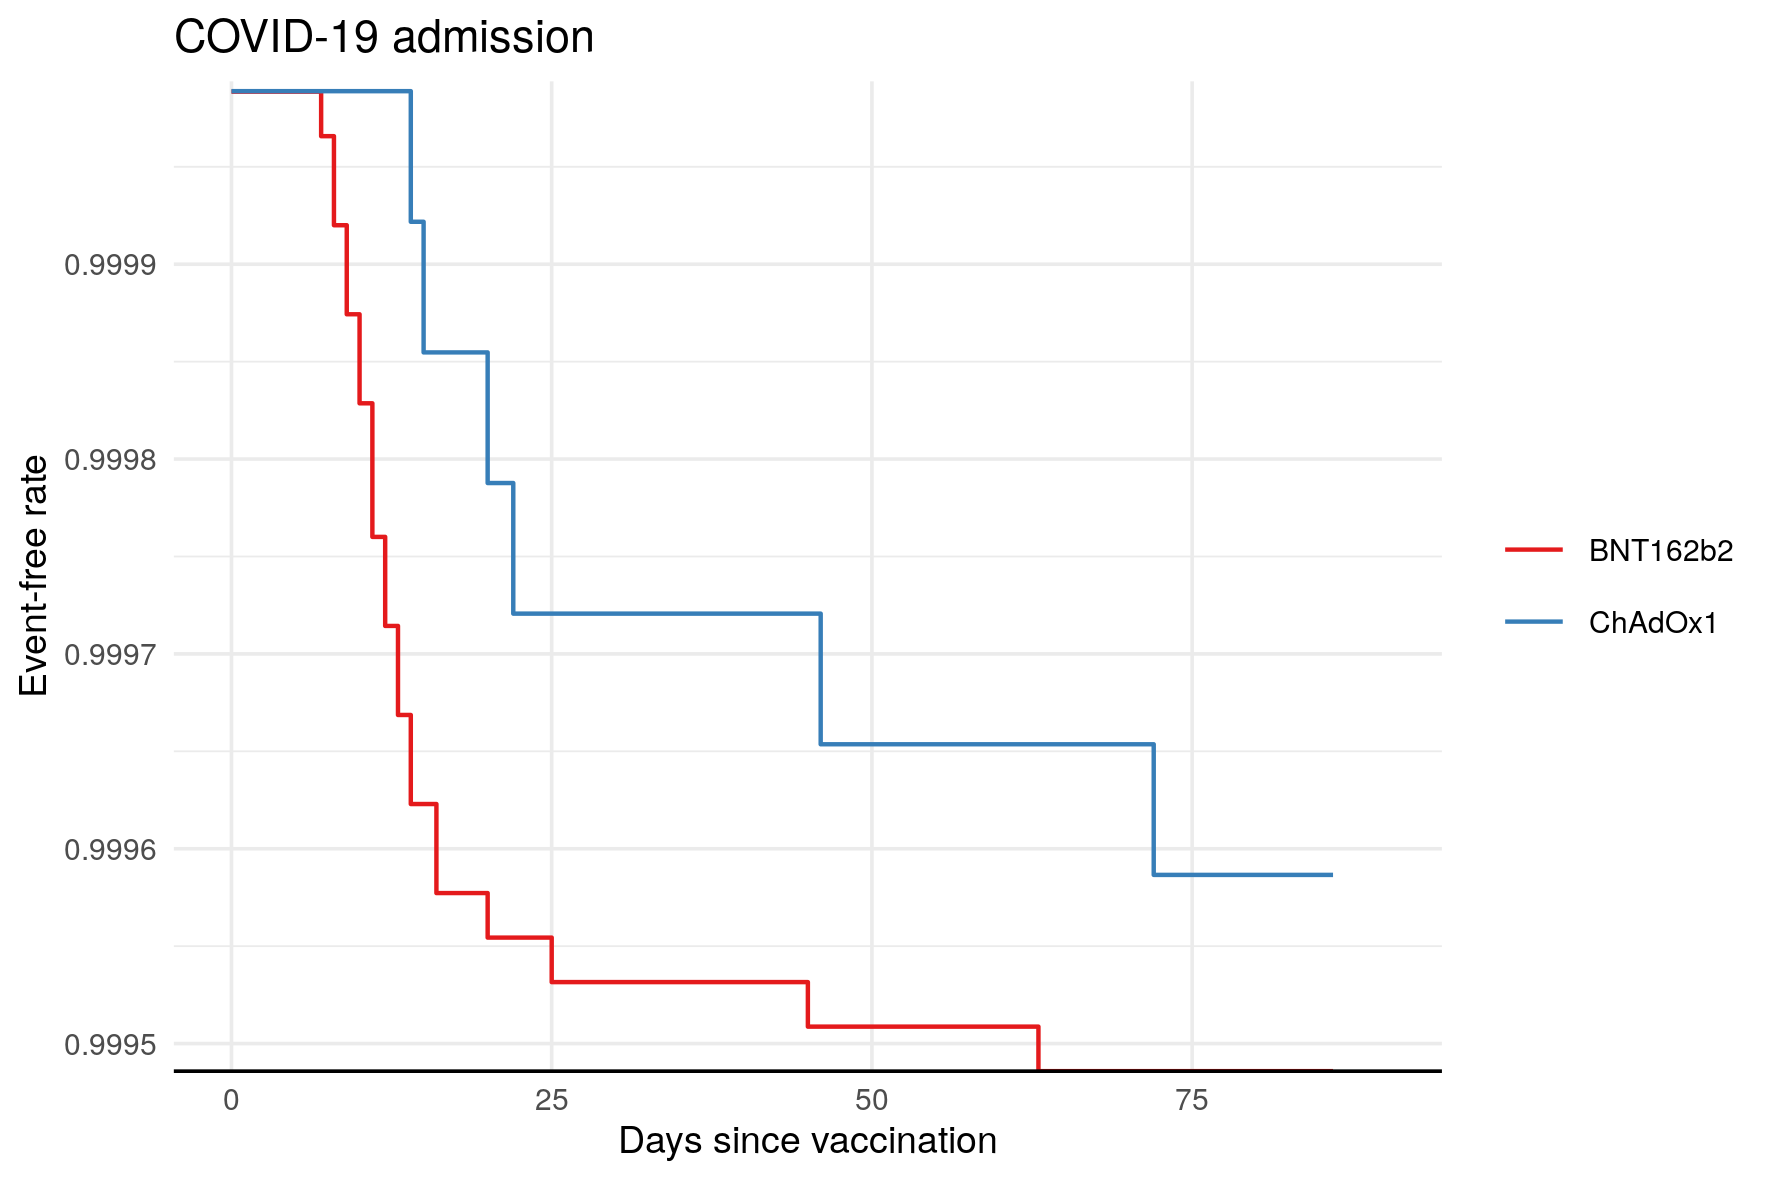 COVID-19 admission
0.9999
0.9998
0.9997
0.9996
0.9995
Event-free rate
0 25 50 75
Days since vaccination
BNT162b2
ChAdOx1